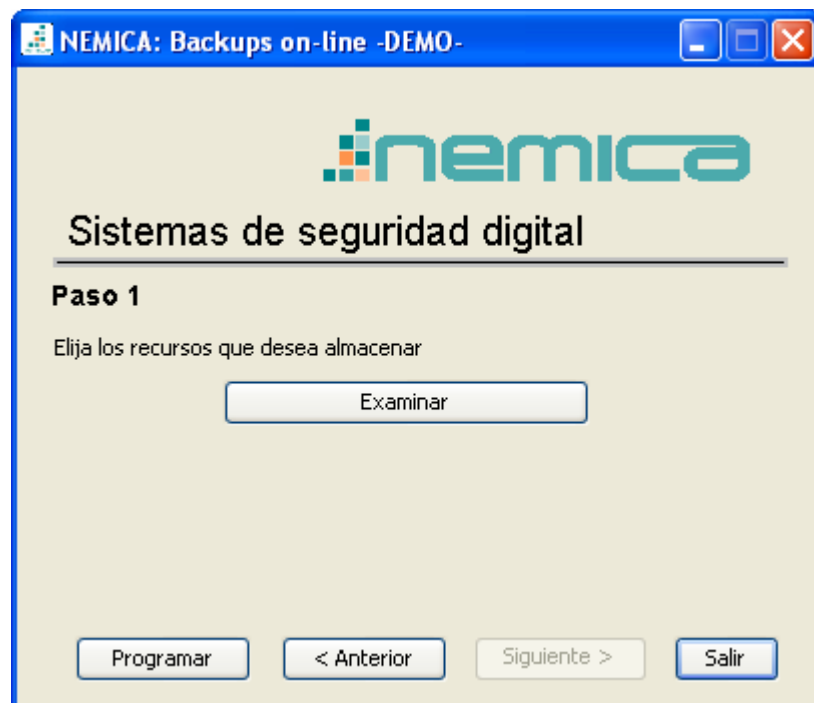 NEMICA: Backups on-line -DEMO-
nemica
Sistemas de seguridad digital
Paso 1
Elija los recursos que desea almacenar
Examinar
Programar < Anterior Siguiente > Salir